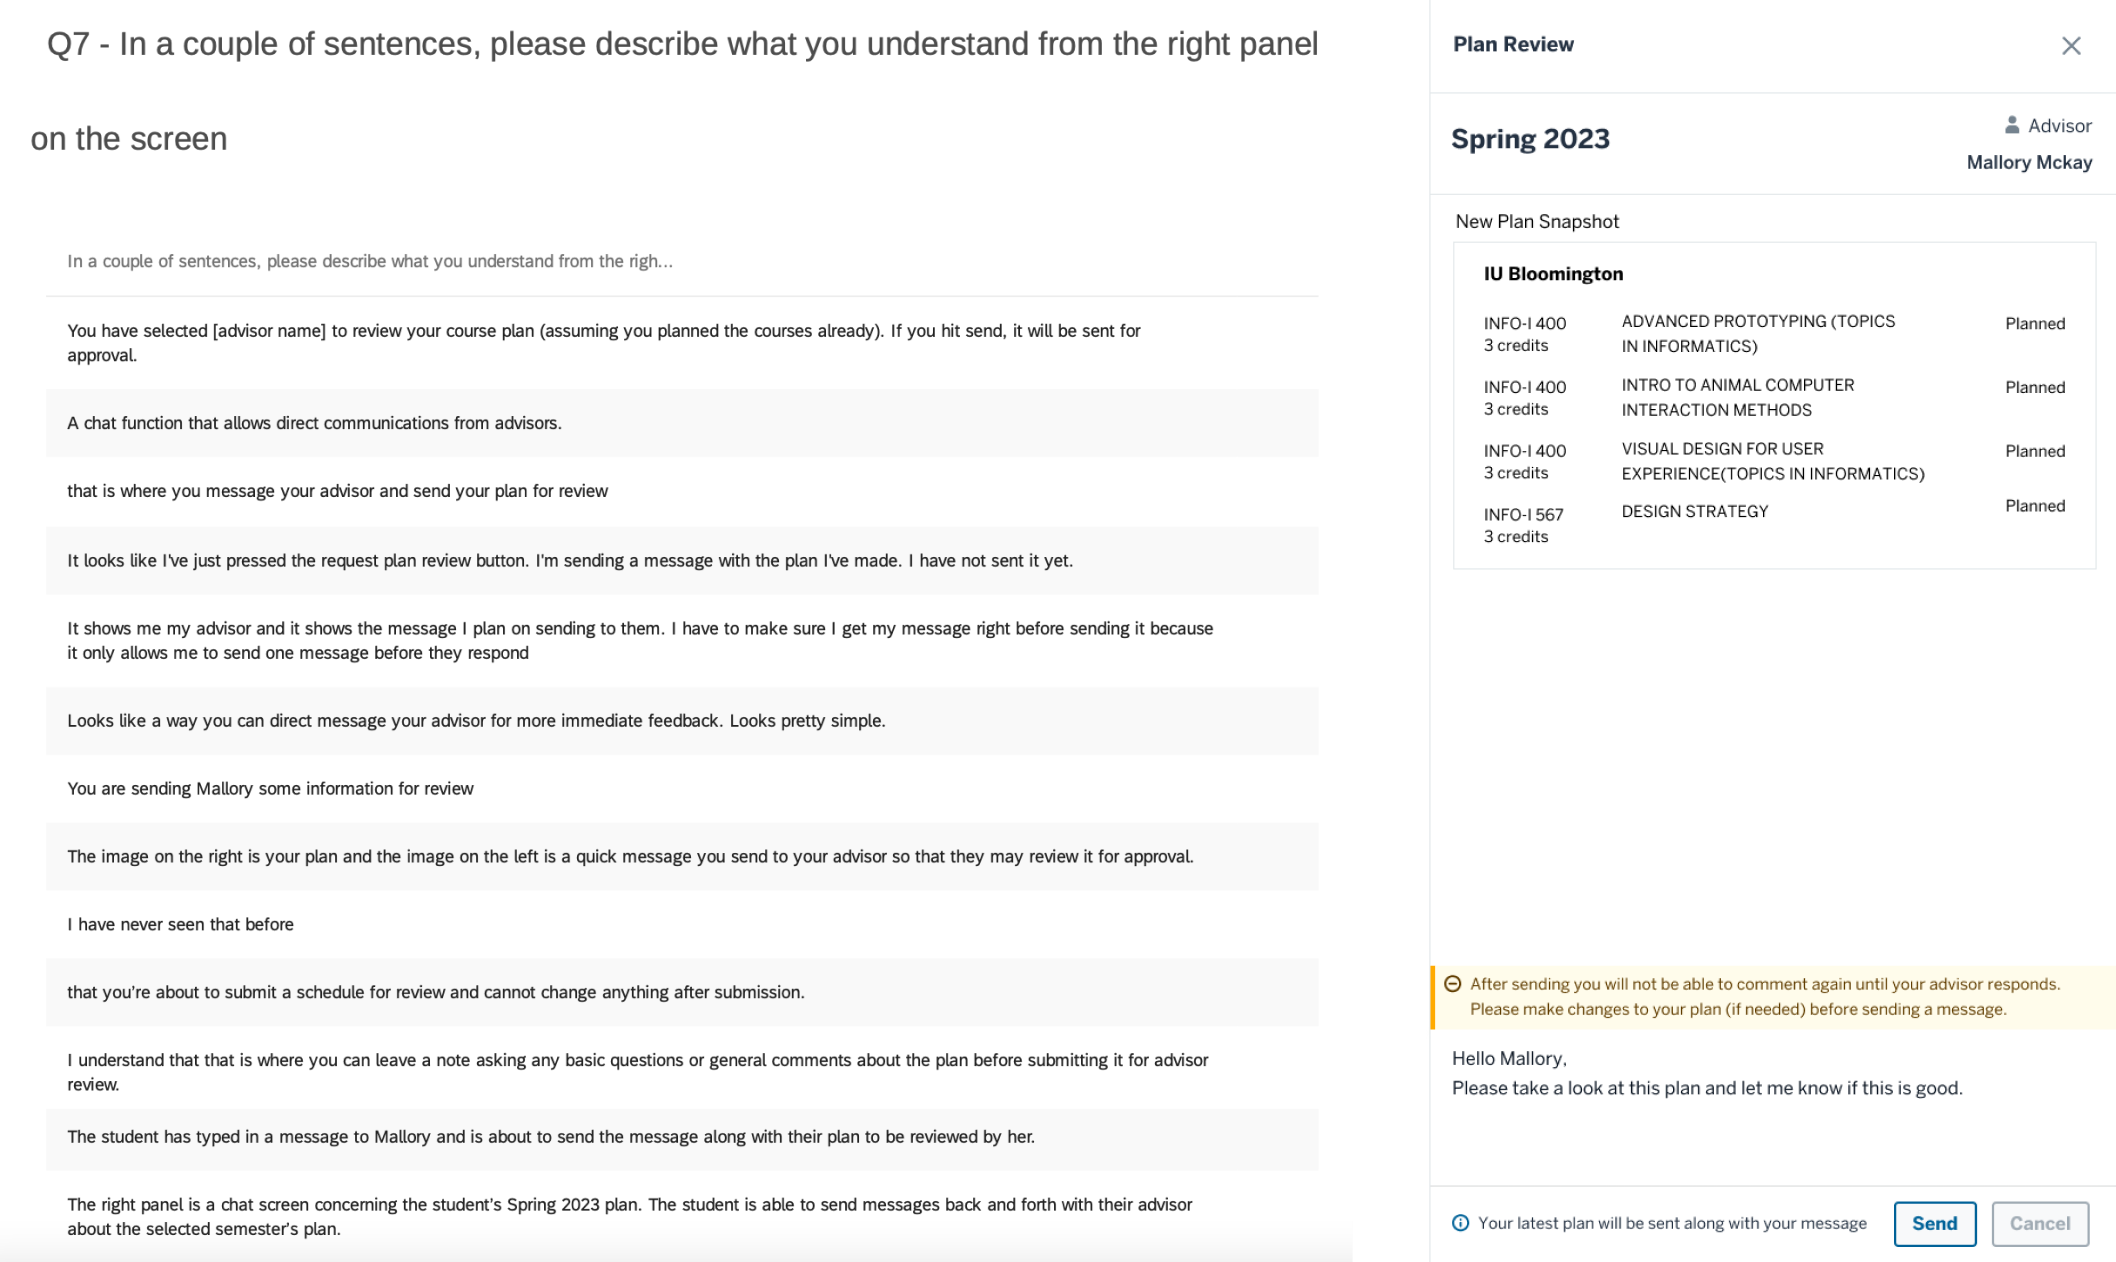 Q7 - In a couple of sentences, please describe what you understand from the right panel
on the screen
In a couple of sentences, please describe what you understand from the righ...
You have selected [advisor name] to review your course plan (assuming you planned the courses already). If you hit send, it will be sent for
approval.
A chat function that allows direct communications from advisors.
that is where you message your advisor and send your plan for review
It looks like I've just pressed the request plan review button. I'm sending a message with the plan I've made. I have not sent it yet.
It shows me my advisor and it shows the message I plan on sending to them. I have to make sure I get my message right before sending it because
it only allows me to send one message before they respond
Looks like a way you can direct message your advisor for more immediate feedback. Looks pretty simple.
You are sending Mallory some information for review
The image on the right is your plan and the image on the left is a quick message you send to your advisor so that they may review it for approval.
I have never seen that before
that you’re about to submit a schedule for review and cannot change anything after submission.
I understand that that is where you can leave a note asking any basic questions or general comments about the plan before submitting it for advisor
review.
The student has typed in a message to Mallory and is about to send the message along with their plan to be reviewed by her.
The right panel is a chat screen concerning the student’s Spring 2023 plan. The student is able to send messages back and forth with their advisor
about the selected semester’s plan.
Plan Review
Spring 2023
Advisor
Mallory Mckay
New Plan Snapshot
IU Bloomington
INFO-I 400 ADVANCED PROTOTYPING (TOPICS Planned
3 credits IN INFORMATICS)
INFO-I 400 INTRO TO ANIMAL COMPUTER Planned
3 credits INTERACTION METHODS
INFO-I 400 VISUAL DESIGN FOR USER Planned
3 credits EXPERIENCE(TOPICS IN INFORMATICS)
INFO-I 567 DESIGN STRATEGY Planned
3 credits
After sending you will not be able to comment again until your advisor responds.
Please make changes to your plan (if needed) before sending a message.
Hello Mallory,
Please take a look at this plan and let me know if this is good.
Your latest plan will be sent along with your message Send Cancel